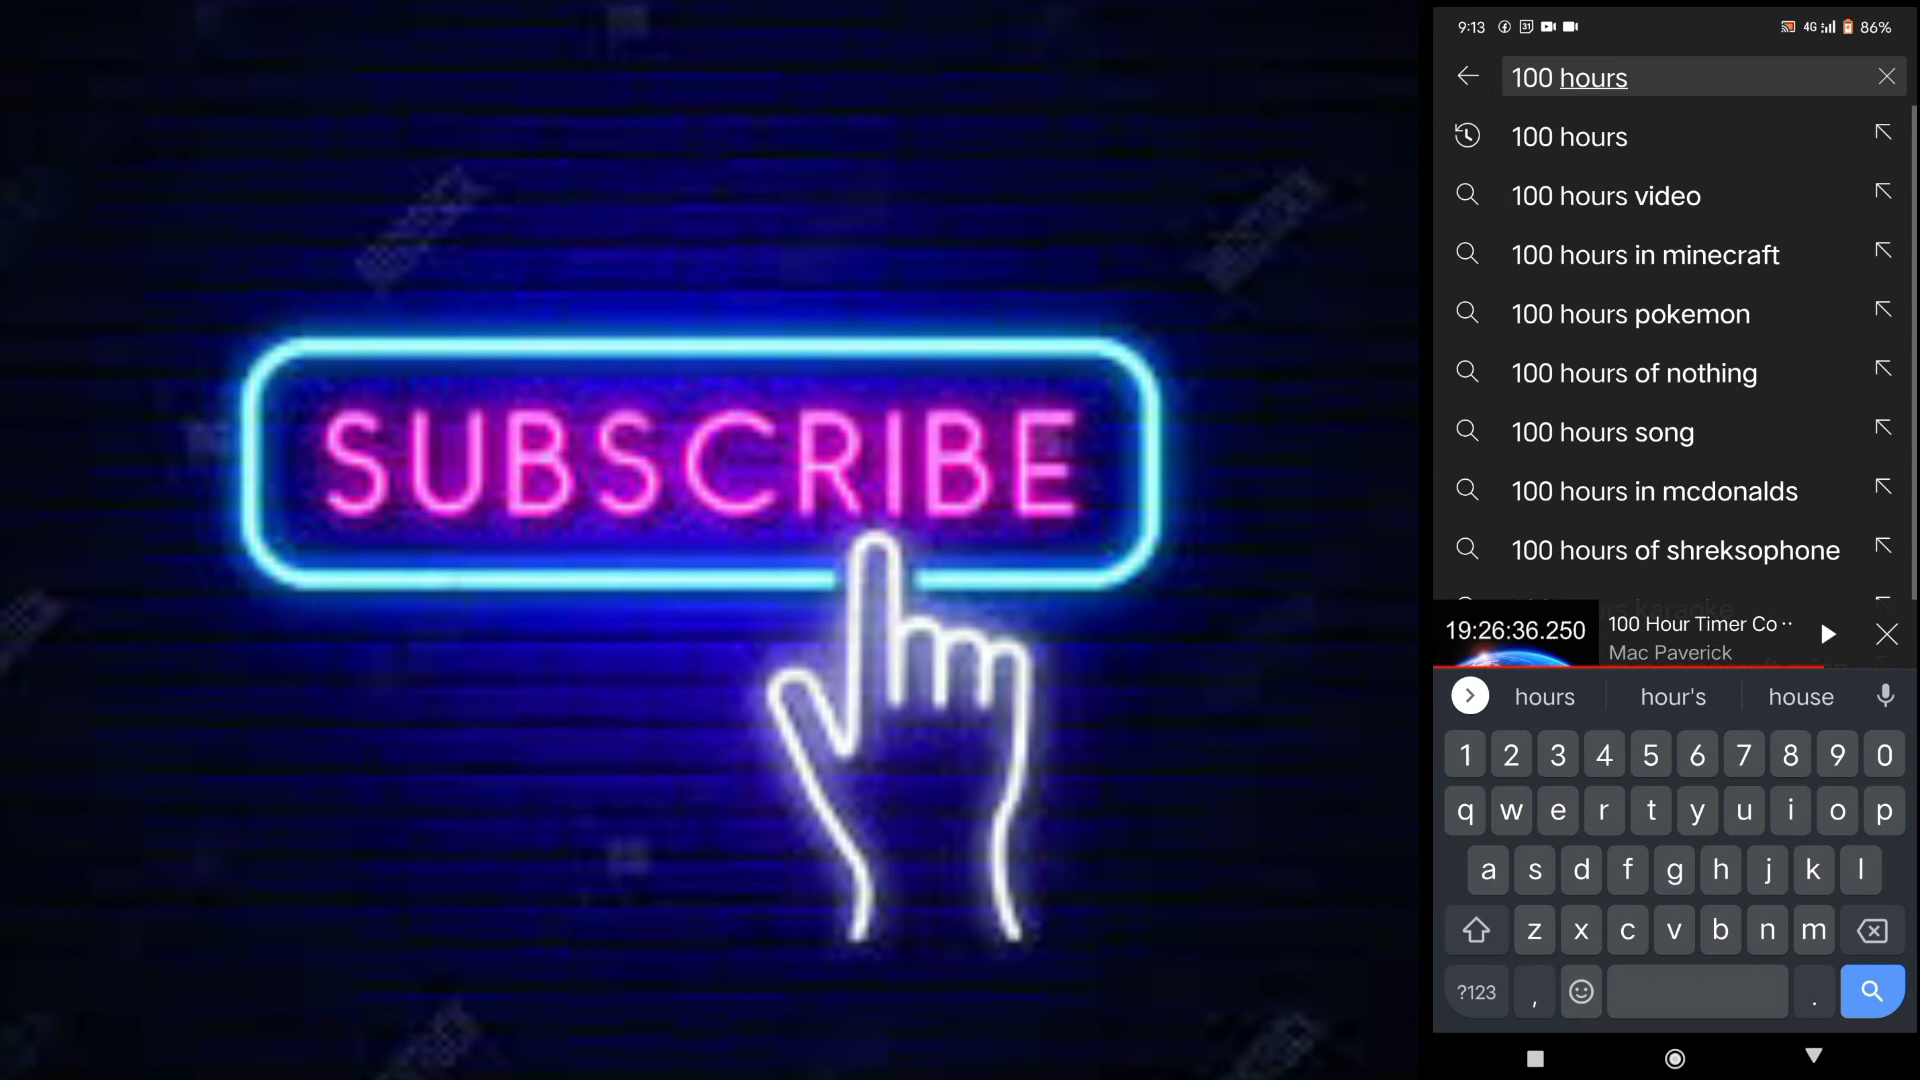 SUBSCRIBE
9:13
31
4G
86%
100 hours
100 hours
100 hours video
100 hours in minecraft
100 hours pokemon
100 hours of nothing
100 hours song
100 hours in mcdonalds
100 hours of shreksophone
karaoke
19:26:36.250
100 Hour Timer Co ··
Mac Paverick
hours hour's house
1 2 3 4 5 6 7 8 9 0
q w e r t y u i o p
a s d f g h j k l
z x c v b n m
?123 , .